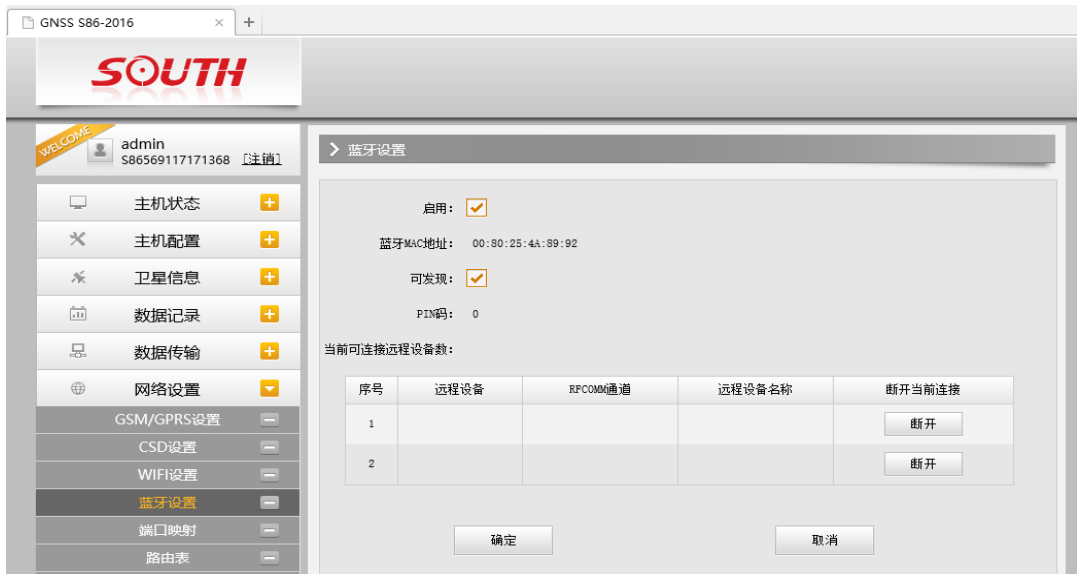 GNSS S86-2016
SOUTH
WELCOME
admin
S86569117171368 [注销]
主机状态
主机配置
卫星信息
数据记录
数据传输
网络设置
GSM/GPRS设置
CSD设置
WIFI设置
蓝牙设置
端口映射
路由表
蓝牙设置
启用：
蓝牙MAC地址： 00:80:25:4A:89:92
可发现：
PIN码： 0
当前可连接远程设备数：
序号 远程设备 RFCOMM通道 远程设备名称 断开当前连接
1 断开
2 断开
确定 取消